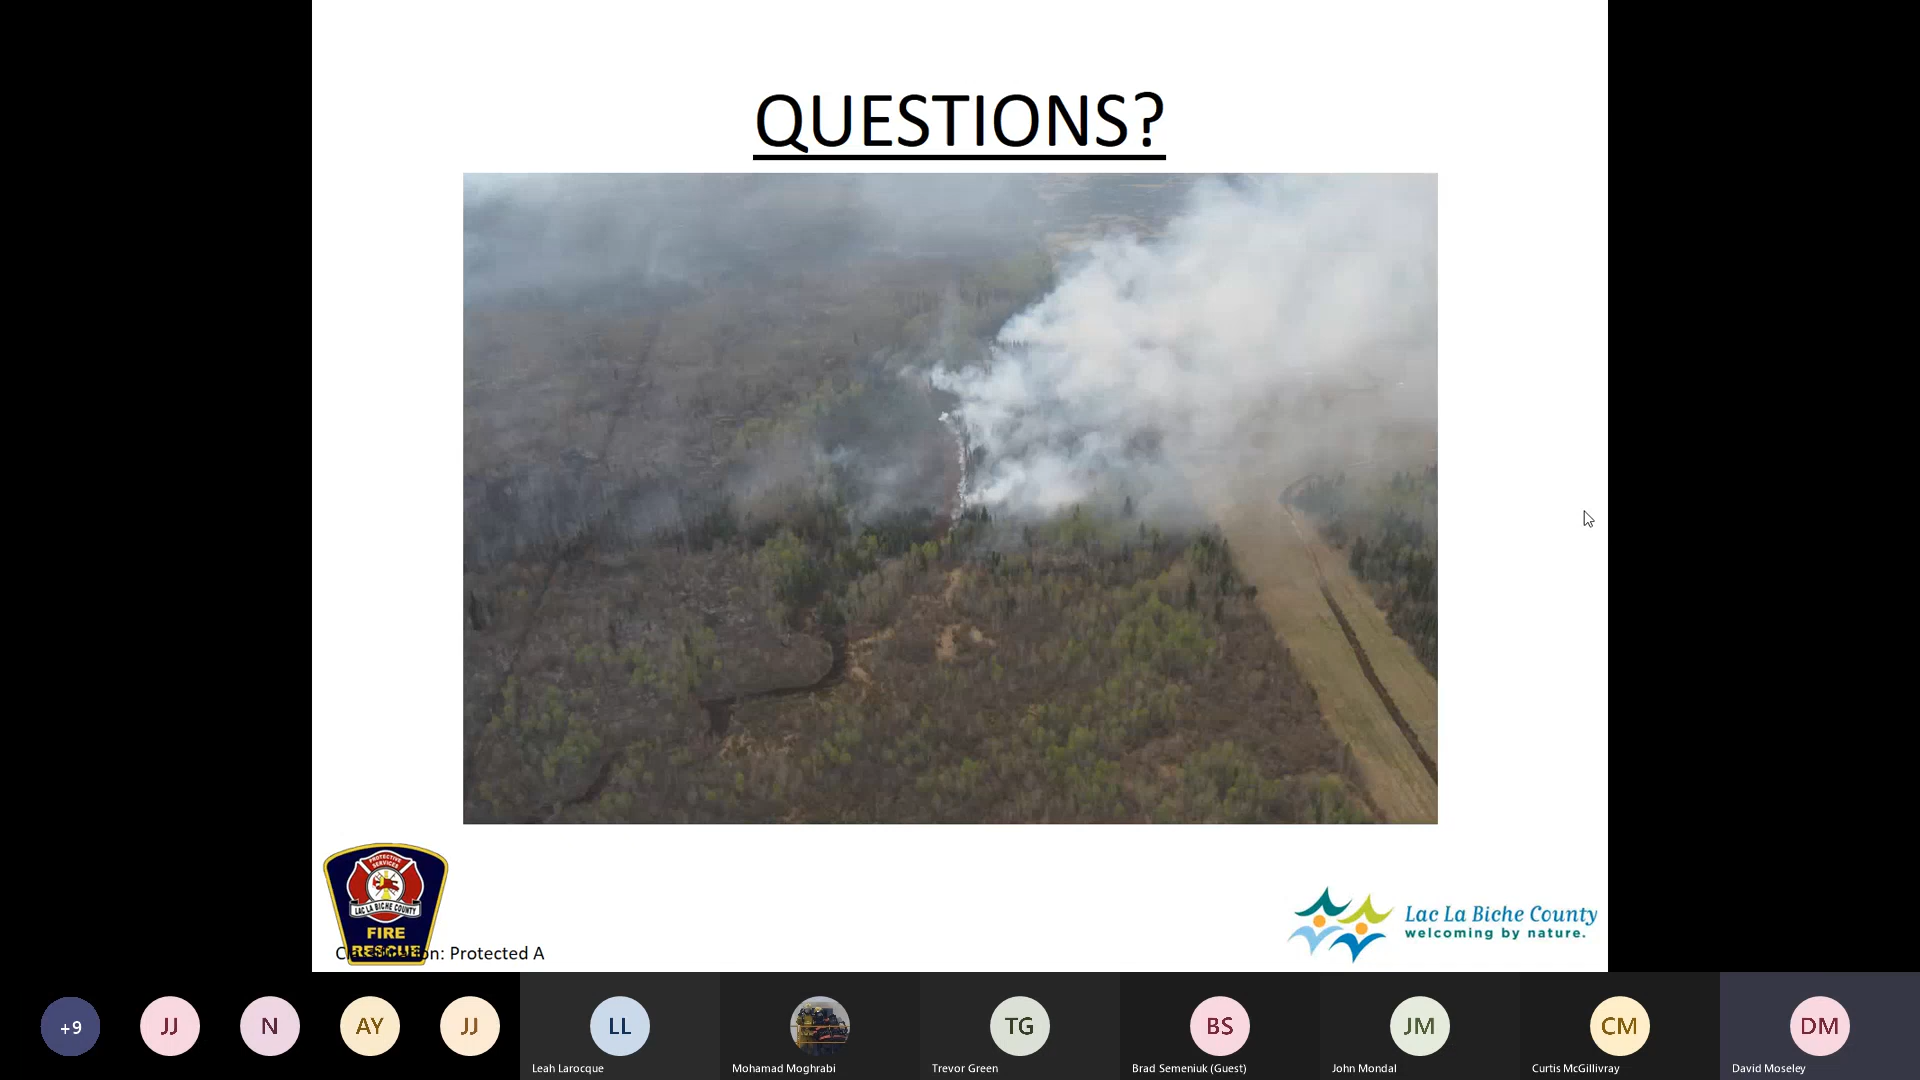 QUESTIONS?
PROTECTIVE
SERVICES
LAC LA BICHE COUNTY
FIRE
RESCUE
Classification: Protected A
Lac La Biche County
welcoming by nature.
+9
JJ
N
AY
JJ
LL
TG
BS
JM
CM
DM
Leah Larocque
Mohamad Moghrabi
Trevor Green
Brad Semeniuk (Guest)
John Mondal
Curtis McGillivray
David Moseley